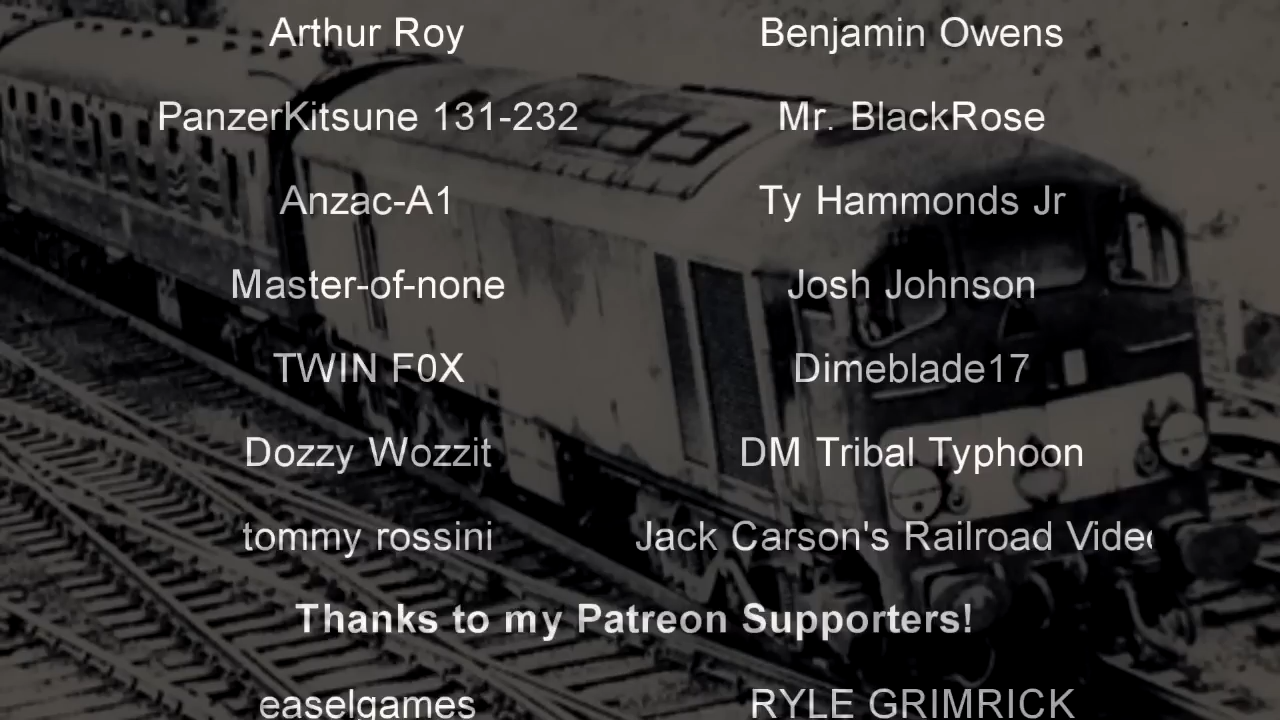 Arthur Roy Benjamin Owens
PanzerKitsune 131-232 Mr. BlackRose
Anzac-A1 Ty Hammonds Jr
Master-of-none Josh Johnson
TWIN F0X Dimeblade17
Dozzy Wozzit DM Tribal Typhoon
tommy rossini Jack Carson's Railroad
Thanks to my Patreon Supporters!
easelgames RYLE GRIMRICK